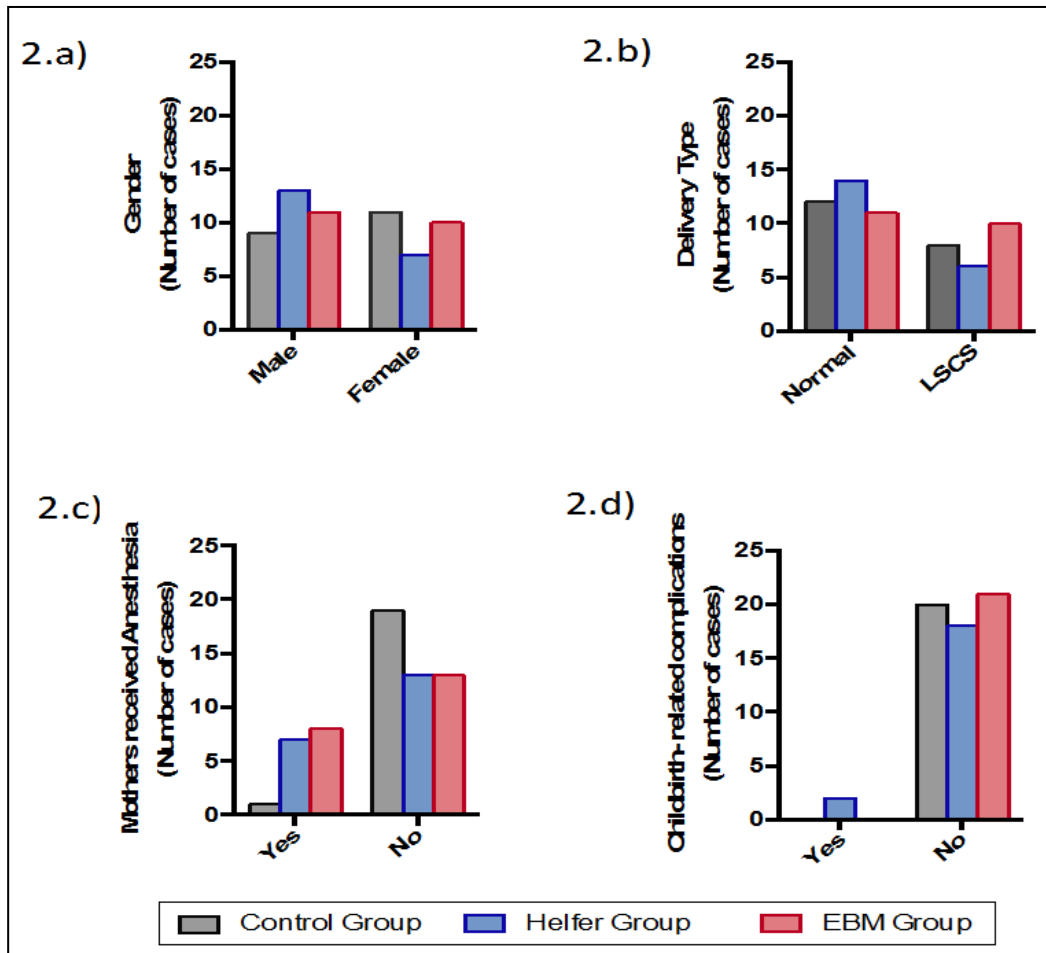 2.a)
Gender
(Number of cases)
25
20
15
10
5
0
Male
Female
2.b)
Delivery Type
(Number of cases)
25
20
15
10
5
0
Normal
LSCS
2.c)
Mothers received Anesthesia
(Number of cases)
25
20
15
10
5
0
Yes
No
2.d)
Childbirth-related complications
(Number of cases)
25
20
15
10
5
0
Yes
No
Control Group
Helfer Group
EBM Group